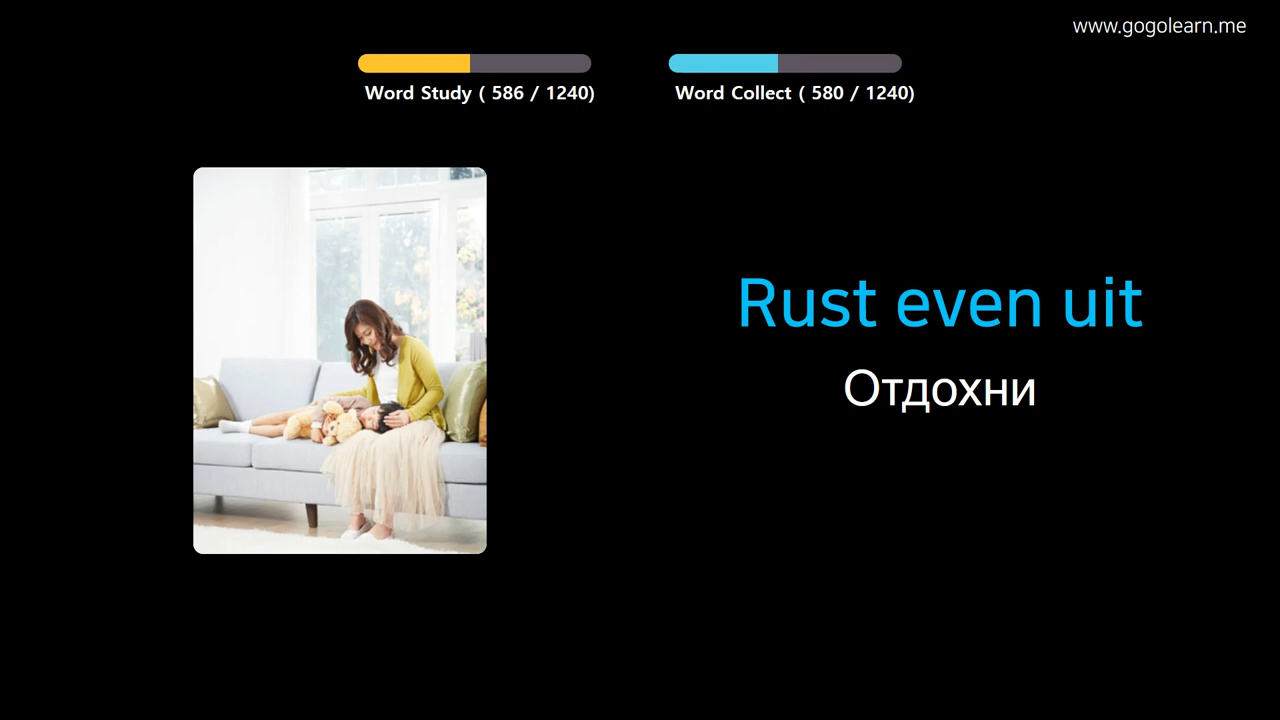 www.gogolearn.me
Word Study ( 586 / 1240)
Word Collect ( 580 / 1240)
Rust even uit
Отдохни